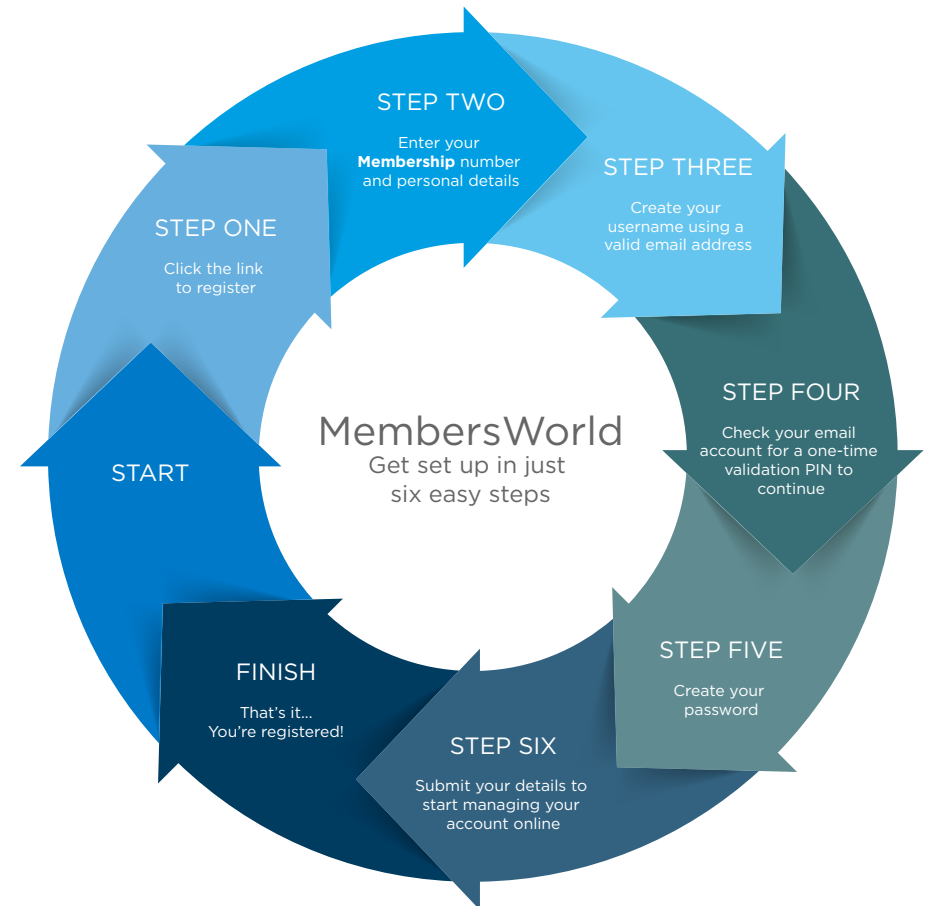 MembersWorld
Get set up in just
six easy steps
START
STEP ONE
Click the link
to register
STEP TWO
Enter your
Membership number
and personal details
STEP THREE
Create your
username using a
valid email address
STEP FOUR
Check your email
account for a one-time
validation PIN to
continue
STEP FIVE
Create your
password
STEP SIX
Submit your details to
start managing your
account online
FINISH
That’s it...
You’re registered!